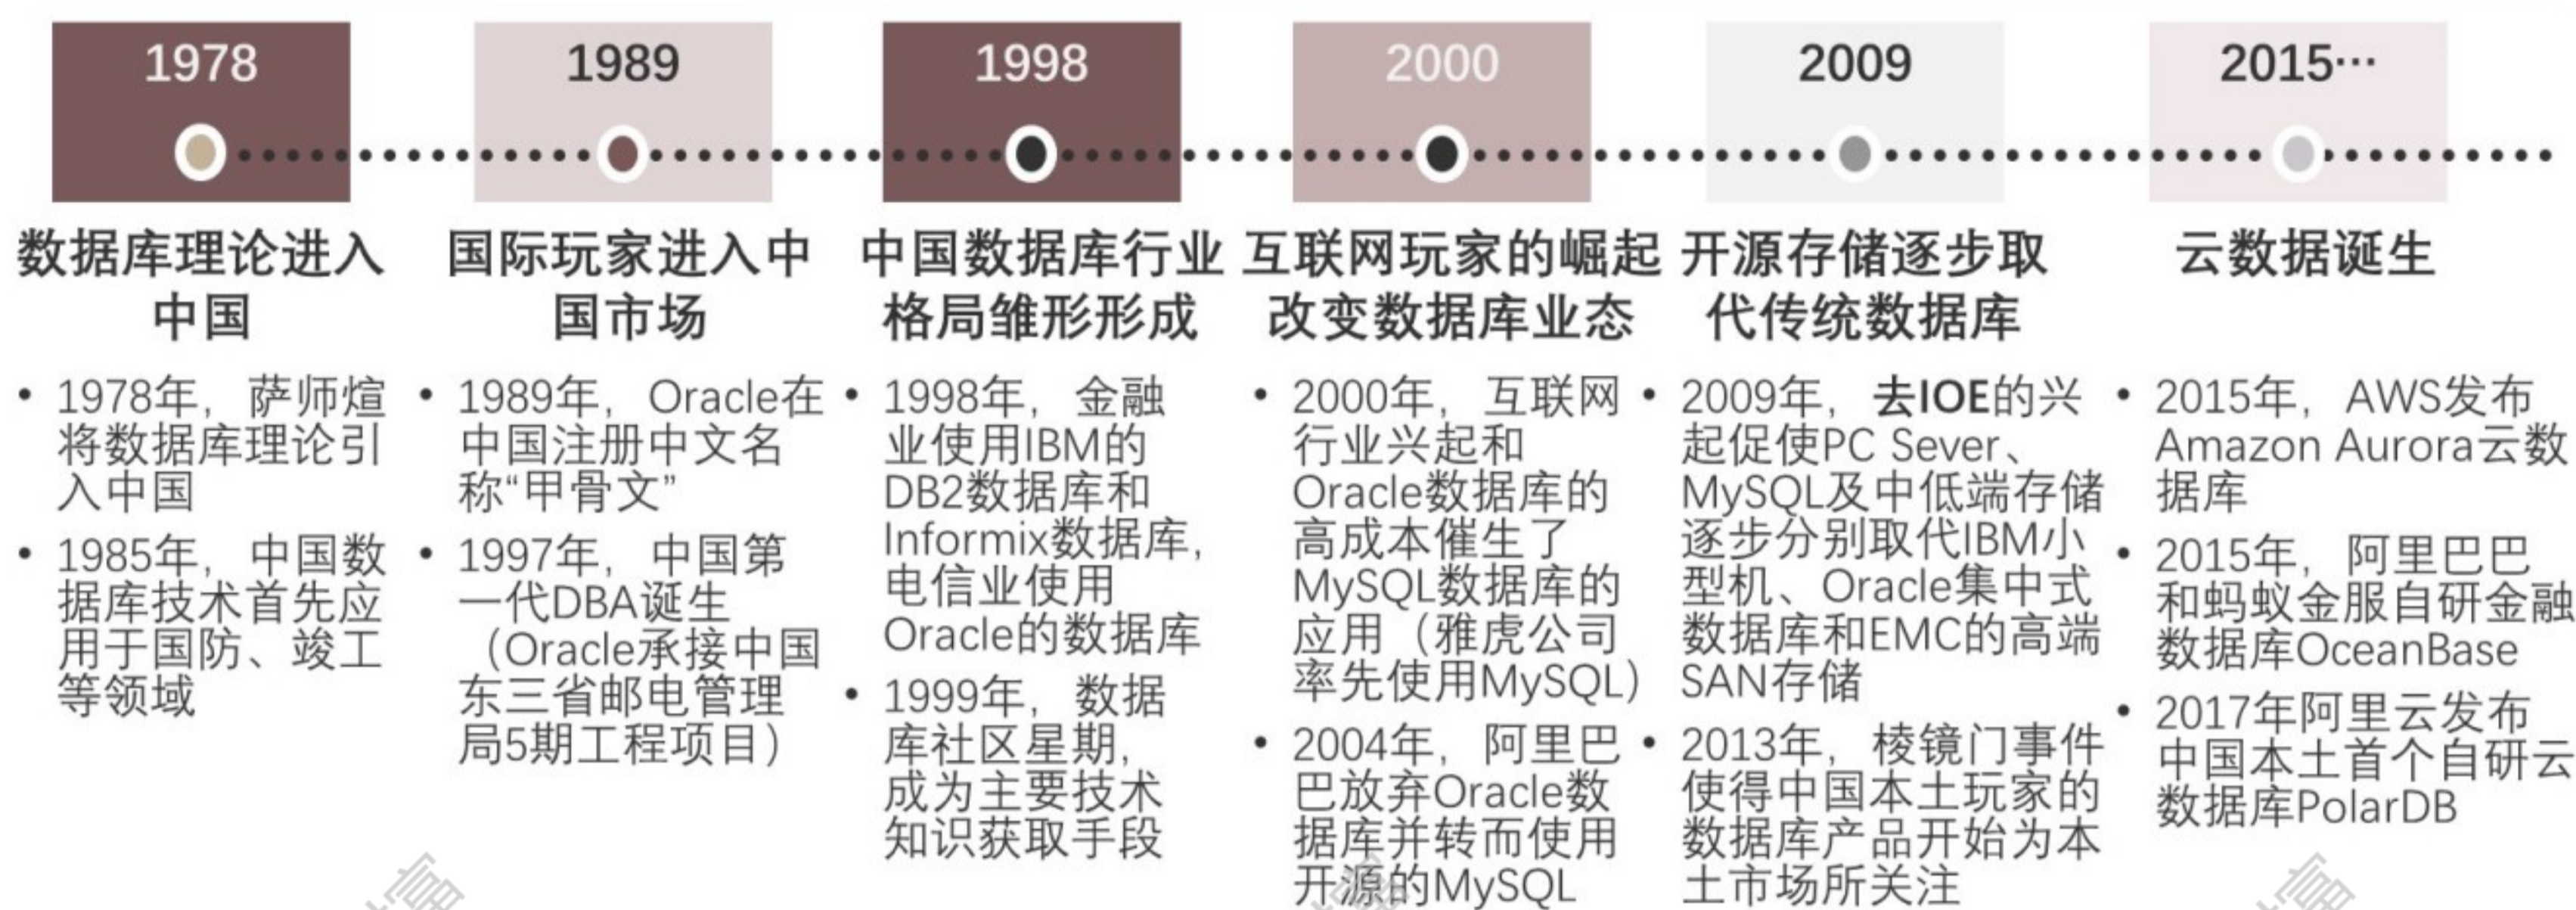 1978
数据库理论进入
中国
• 1978年，萨师煊
将数据库理论引
入中国
• 1985年，中国数
据库技术首先应
用于国防、竣工
等领域
1989
国际玩家进入中
国市场
• 1989年，Oracle在
中国注册中文名
称“甲骨文”
• 1997年，中国第
一代DBA诞生
（Oracle承接中国
东三省邮电管理
局5期工程项目）
1998
中国数据库行业
格局雏形形成
• 1998年，金融
业使用IBM的
DB2数据库和
Informix数据库,
电信业使用
Oracle的数据库
• 1999年，数据
库社区星期,
成为主要技术
知识获取手段
2000
互联网玩家的崛起
改变数据库业态
• 2000年，互联网
行业兴起和
Oracle数据库的
高成本催生了
MySQL数据库的
应用（雅虎公司
率先使用MySQL）
• 2004年，阿里巴
巴放弃Oracle数
据库并转而使用
开源的MySQL
2009
开源存储逐步取
代传统数据库
• 2009年，去IOE的兴
起促使PC Sever、
MySQL及中低端存储
逐步分别取代IBM小
型机、Oracle集中式
数据库和EMC的高端
SAN存储
• 2013年，棱镜门事件
使得中国本土玩家的
数据库产品开始为本
土市场所关注
2015…
云数据诞生
• 2015年，AWS发布
Amazon Aurora云数
据库
• 2015年，阿里巴巴
和蚂蚁金服自研金融
数据库OceanBase
• 2017年阿里云发布
中国本土首个自研云
数据库PolarDB
富
富
富